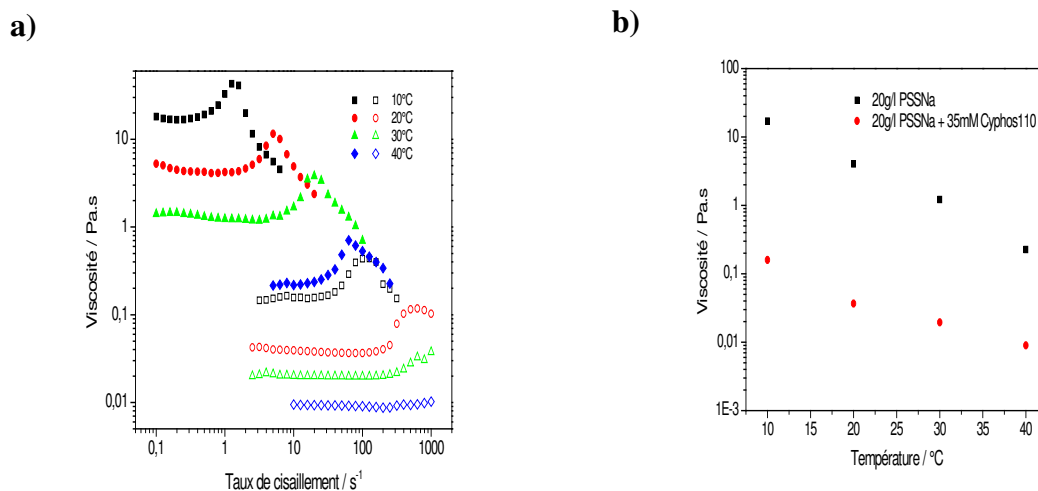 a)
b)
Viscosité / Pa.s
10
1
0,1
0,01
0,1
1
10
100
1000
Taux de cisaillement / s⁻¹
10°C
20°C
30°C
40°C
Viscosité / Pa.s
100
10
1
0,1
0,01
1E-3
10
15
20
25
30
35
40
Température / °C
20g/l PSSNa
20g/l PSSNa + 35mM Cyphos110